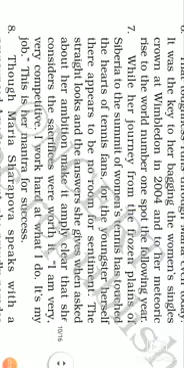 It was the key to her bagging the women's singles
crown at Wimbledon in 2004 and to her meteoric
rise to the world number one spot the following year.
7. While her journey from the frozen plains of
Siberia to the summit of women's tennis has touched
the hearts of tennis fans, for the youngster herself
there appears to be no room for sentiment. The
straight looks and the answers she gives when asked
about her ambition make it amply clear that she
considers the sacrifices were worth it. "I am very,
very competitive. I work hard at what I do. It's my
job." This is her mantra for success.
8. Though Maria Sharapova speaks with a
10/16